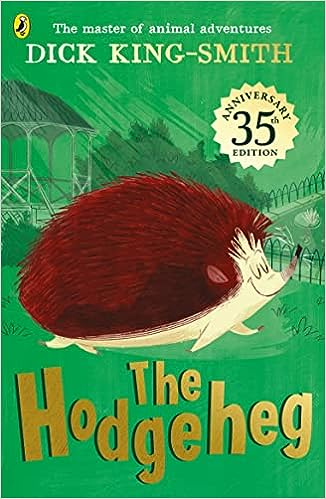 The master of animal adventures
DICK KING-SMITH
ANNIVERSARY
35th
EDITION
The
Hodgeheg